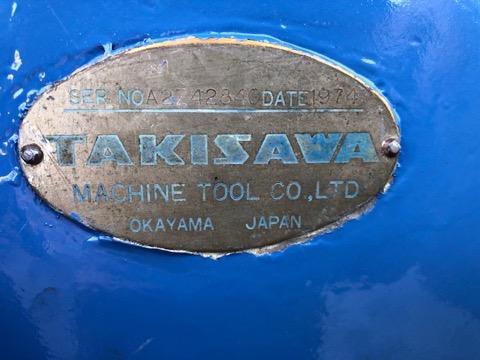 SER. NO DATE 1974
TAKISAWA
MACHINE TOOL CO.,LTD
OKAYAMA JAPAN